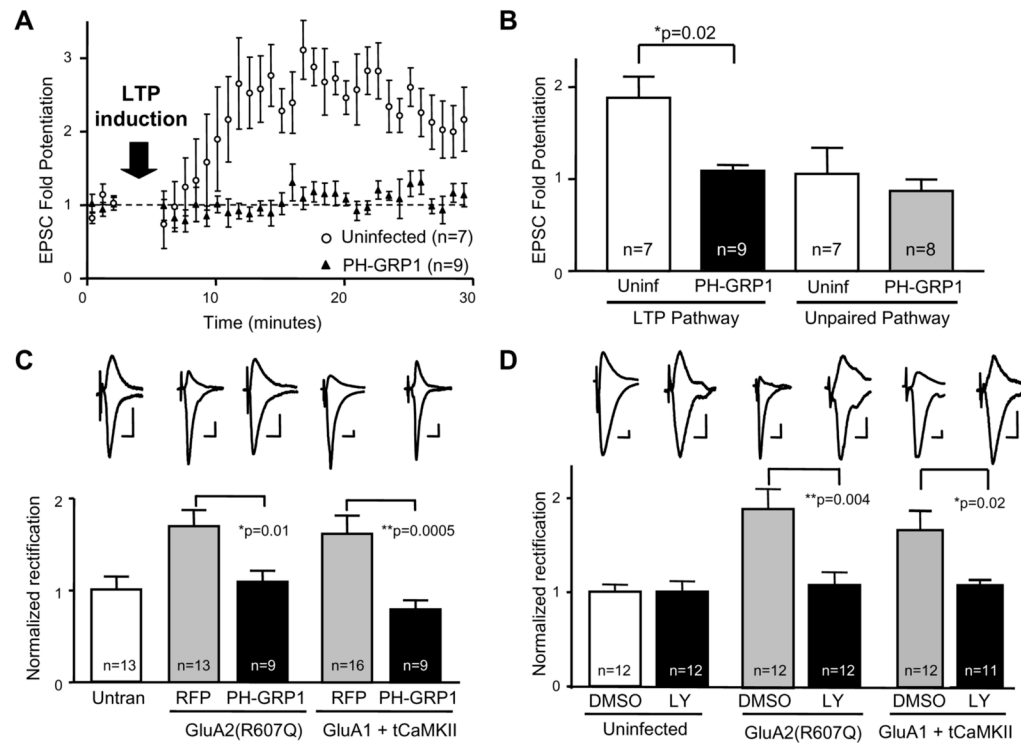 A
EPSC Fold Potentiation
3
2
1
0
LTP
induction
Uninfected (n=7)
PH-GRP1 (n=9)
0
10
20
30
Time (minutes)
B
EPSC Fold Potentiation
2
1
0
*p=0.02
n=7
n=9
n=7
n=8
Uninf
PH-GRP1
Uninf
PH-GRP1
LTP Pathway
Unpaired Pathway
C
Normalized rectification
2
1
0
*p=0.01
**p=0.0005
n=13
n=13
n=9
n=16
n=9
Untran
RFP
PH-GRP1
RFP
PH-GRP1
GluA2(R607Q)
GluA1 + tCaMKII
D
Normalized rectification
2
1
0
**p=0.004
*p=0.02
n=12
n=12
n=12
n=12
n=12
n=11
DMSO
LY
DMSO
LY
DMSO
LY
Uninfected
GluA2(R607Q)
GluA1 + tCaMKII